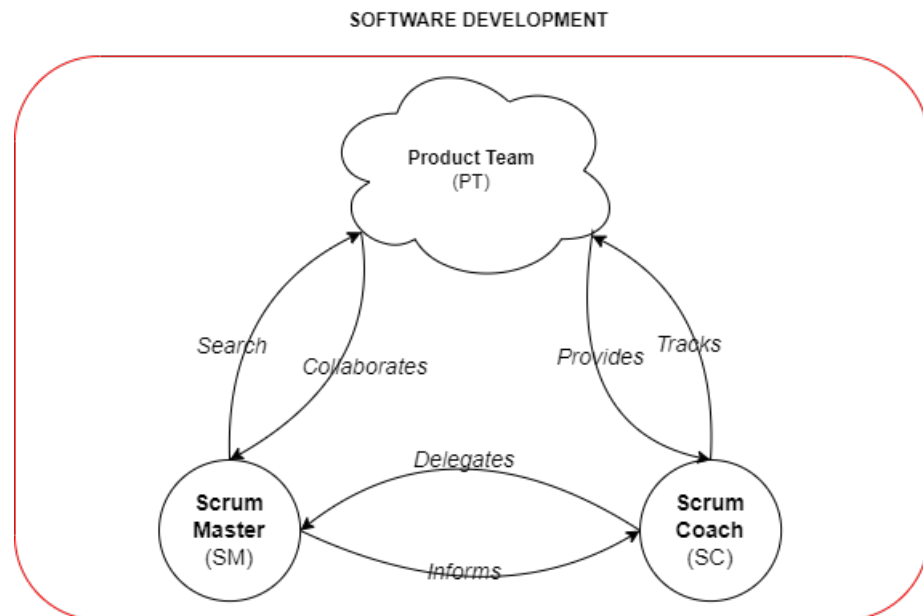 SOFTWARE DEVELOPMENT
Product Team
(PT)
Search
Collaborates
Provides
Tracks
Delegates
Scrum
Master
(SM)
Scrum
Coach
(SC)
Informs